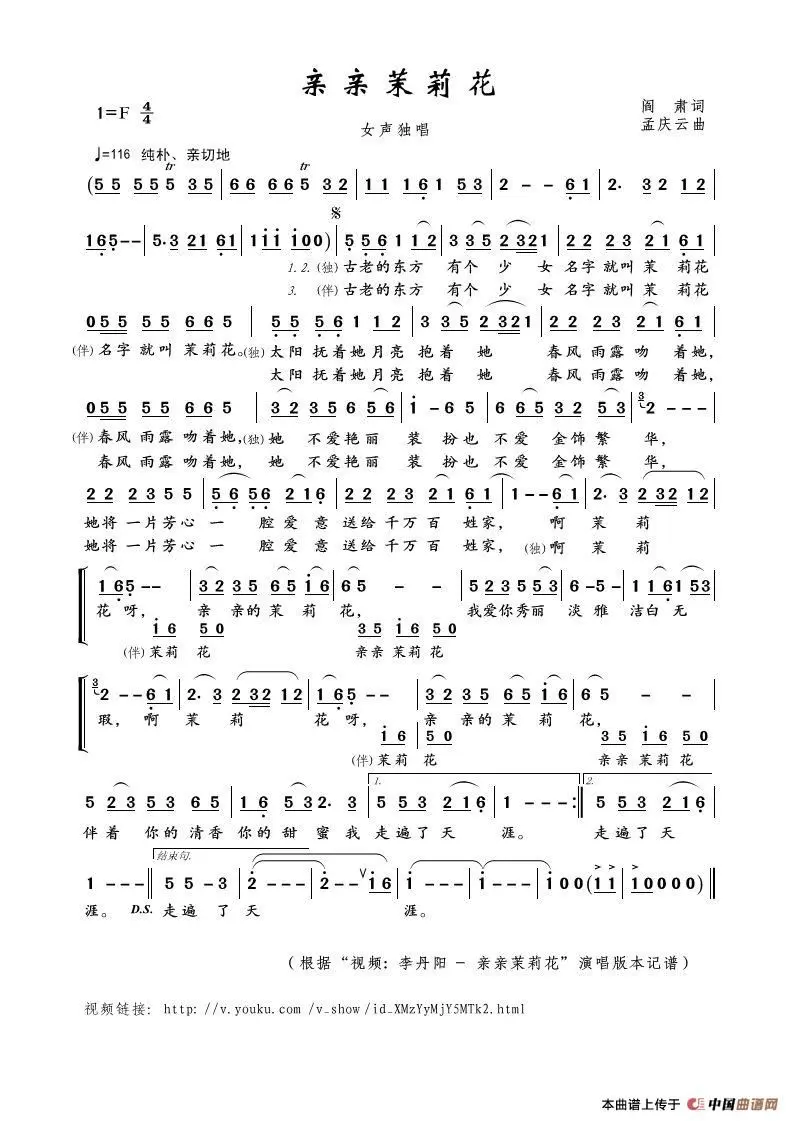 亲亲茉莉花
1=F 4/4
阎 肃词
女声独唱
孟庆云曲
♩=116 纯朴、亲切地
tr tr
(5 5 5 5 5 3 5 | 6 6 6 6 5 3 2 | 1 1 1 6 1 5 3 | 2 - - 6 1 | 2· 3 2 1 2 |
1 6 5 - - | 5· 3 2 1 6 1 | 1 1 1 1 0 0 ) | 5 5 6 1 1 2 | 3 3 5 2 3 2 1 | 2 2 2 3 2 1 6 1 |
1. 2. (独) 古老的东方 有个 少 女 名字就叫 茉 莉花
3. (伴) 古老的东方 有个 少 女 名字就叫 茉 莉花
0 5 5 5 5 6 6 5 | 5 5 5 6 1 1 2 | 3 3 5 2 3 2 1 | 2 2 2 3 2 1 6 1 |
(伴) 名字 就叫 茉莉花。(独) 太阳 抚着她月亮 抱着 她 春风 雨露 吻 着她,
太阳 抚着她月亮 抱着 她 春风 雨露 吻 着她,
0 5 5 5 5 6 6 5 | 3 2 3 5 6 5 6 | 1 - 6 5 | 6 6 5 3 2 5 3 | 3 2 - - - |
(伴) 春风 雨露 吻着她,(独) 她 不爱艳丽 装 扮也 不爱 金饰繁 华,
春风 雨露 吻着她, 她 不爱艳丽 装 扮也 不爱 金饰繁 华,
2 2 2 3 5 5 | 5 6 5 6 2 1 6 | 2 2 2 3 2 1 6 1 | 1 - - 6 1 | 2· 3 2 3 2 1 2 |
她将 一片芳心 一 腔 爱 意 送给 千万 百 姓家, 啊 茉 莉
她将 一片芳心 一 腔 爱 意 送给 千万 百 姓家, (独) 啊 茉 莉
1 6 5 - - | 3 2 3 5 6 5 1 6 | 6 5 - - | 5 2 3 5 5 3 | 6 - 5 - | 1 1 6 1 5 3 |
花 呀, 亲 亲的 茉 莉 花, 我爱你秀丽 淡 雅 洁白 无
1 6 | 5 0 3 5 1 6 | 5 0
(伴) 茉莉 花 亲亲 茉莉 花
3 2 - - 6 1 | 2· 3 2 3 2 1 2 | 1 6 5 - - | 3 2 3 5 6 5 1 6 | 6 5 - - |
瑕, 啊 茉 莉 花 呀, 亲 亲的 茉 莉 花,
1 6 | 5 0 3 5 1 6 5 0
(伴) 茉莉 花 亲亲 茉莉 花
1. 2.
5 2 3 5 3 6 5 | 1 6 5 3 2· 3 | 5 5 3 2 1 6 | 1 - - - :‖ 5 5 3 2 1 6 |
伴着 你的 清香 你的 甜 蜜 我 走遍了 天 涯。 走遍了 天
结束句.
1 - - - ‖ 5 5 - 3 | 2 - - - | 2 - - ∨ 1 6 | 1 - - - | 1 - - - | 1 0 0 ( 1 1 | 1 0 0 0 0 ) ‖
涯。 D.S. 走遍 了 天 涯。
(根据“视频: 李丹阳 - 亲亲茉莉花”演唱版本记谱)
视频链接: http: //v.youku.com /v_show/id_XMzYyMjY5MTk2.html
本曲谱上传于 中国曲谱网